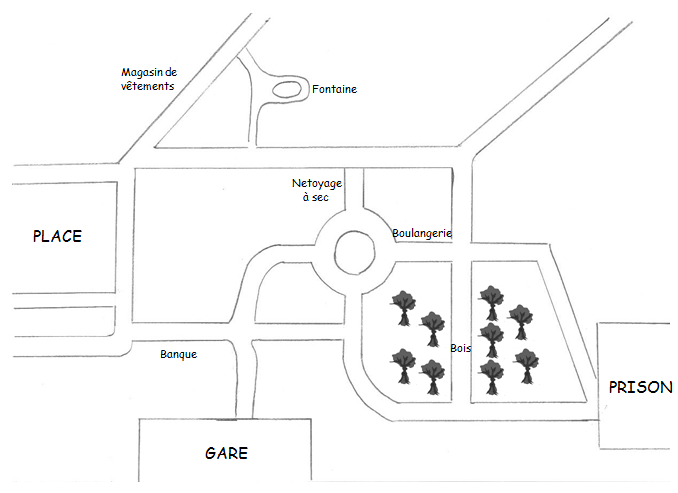 Magasin de
vêtements
Fontaine
Netoyage
à sec
PLACE
Boulangerie
Banque
Bois
PRISON
GARE